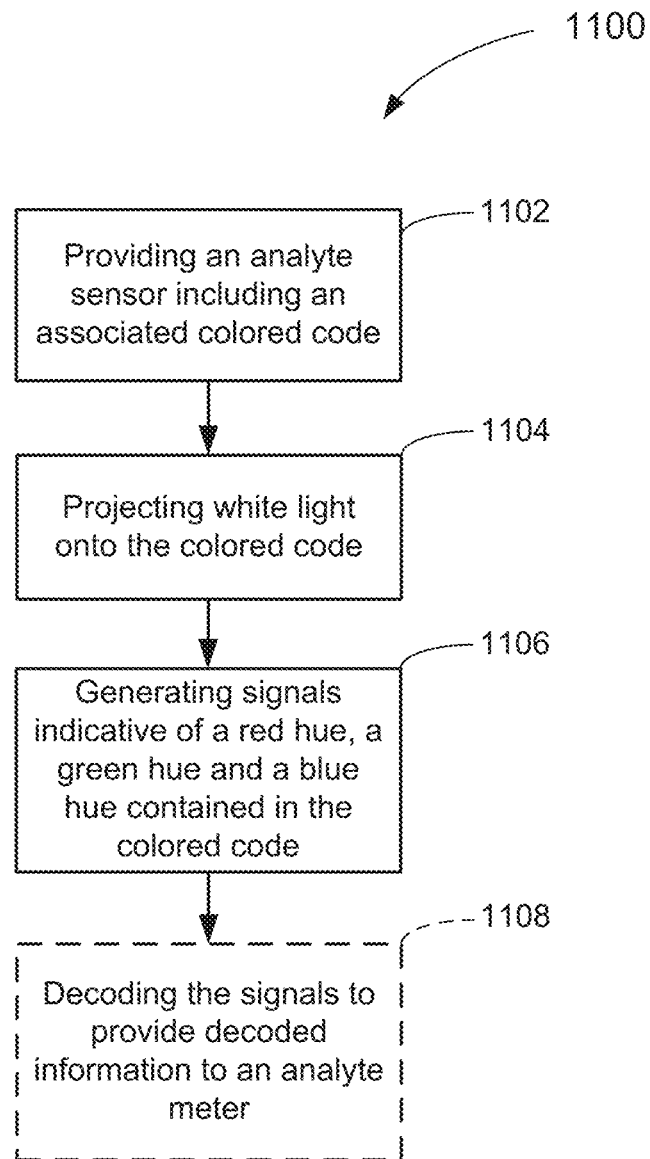 1100
1102
Providing an analyte
sensor including an
associated colored code
1104
Projecting white light
onto the colored code
1106
Generating signals
indicative of a red hue, a
green hue and a blue
hue contained in the
colored code
1108
Decoding the signals to
provide decoded
information to an analyte
meter